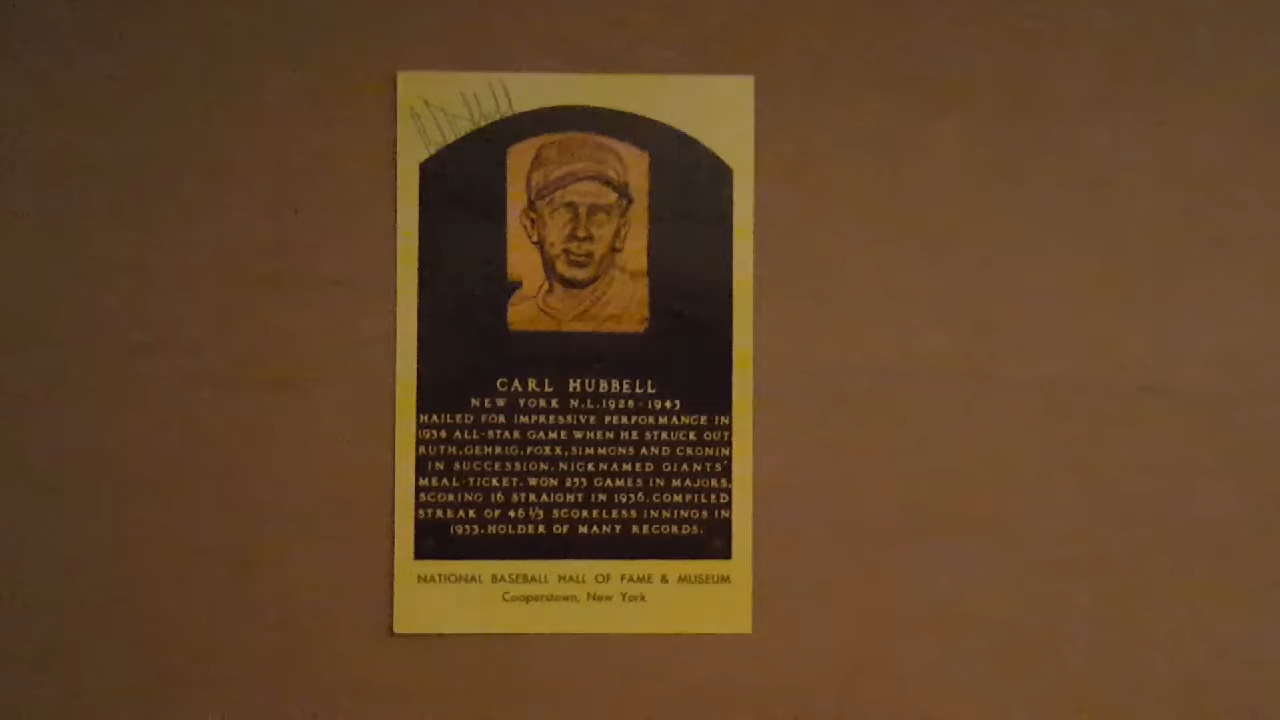 CARL HUBBELL
NEW YORK N.L. 1928-1943
HAILED FOR IMPRESSIVE PERFORMANCE IN
1934 ALL-STAR GAME WHEN HE STRUCK OUT
RUTH, GEHRIG, FOXX, SIMMONS AND CRONIN
IN SUCCESSION. NICKNAMED GIANTS'
MEAL-TICKET. WON 253 GAMES IN MAJORS,
SCORING 16 STRAIGHT IN 1936. COMPILED
STREAK OF 46 1/3 SCORELESS INNINGS IN
1933. HOLDER OF MANY RECORDS.
NATIONAL BASEBALL HALL OF FAME & MUSEUM
Cooperstown, New York